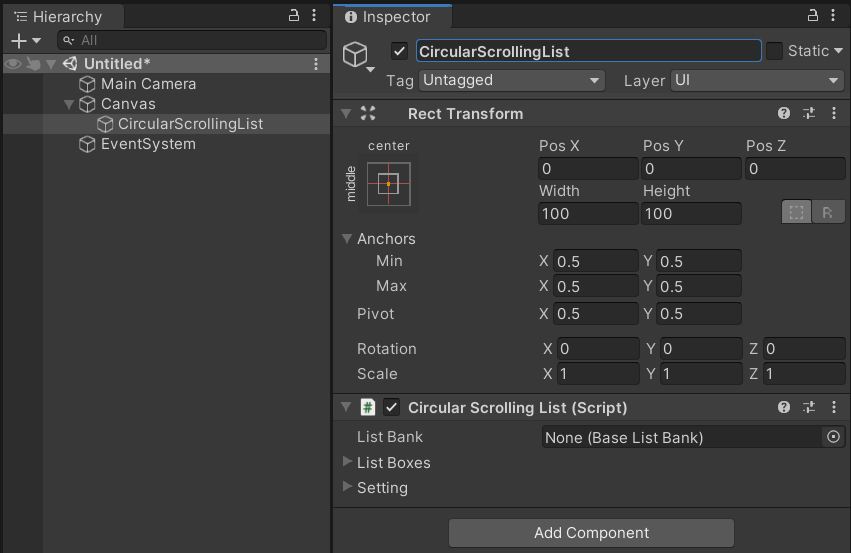 Hierarchy
All
Untitled*
Main Camera
Canvas
CircularScrollingList
EventSystem
Inspector
CircularScrollingList
Static
Tag Untagged Layer UI
Rect Transform
center
middle
Pos X Pos Y Pos Z
0 0 0
Width Height
100 100
R
Anchors
Min X 0.5 Y 0.5
Max X 0.5 Y 0.5
Pivot X 0.5 Y 0.5
Rotation X 0 Y 0 Z 0
Scale X 1 Y 1 Z 1
# Circular Scrolling List (Script)
List Bank None (Base List Bank)
List Boxes
Setting
Add Component